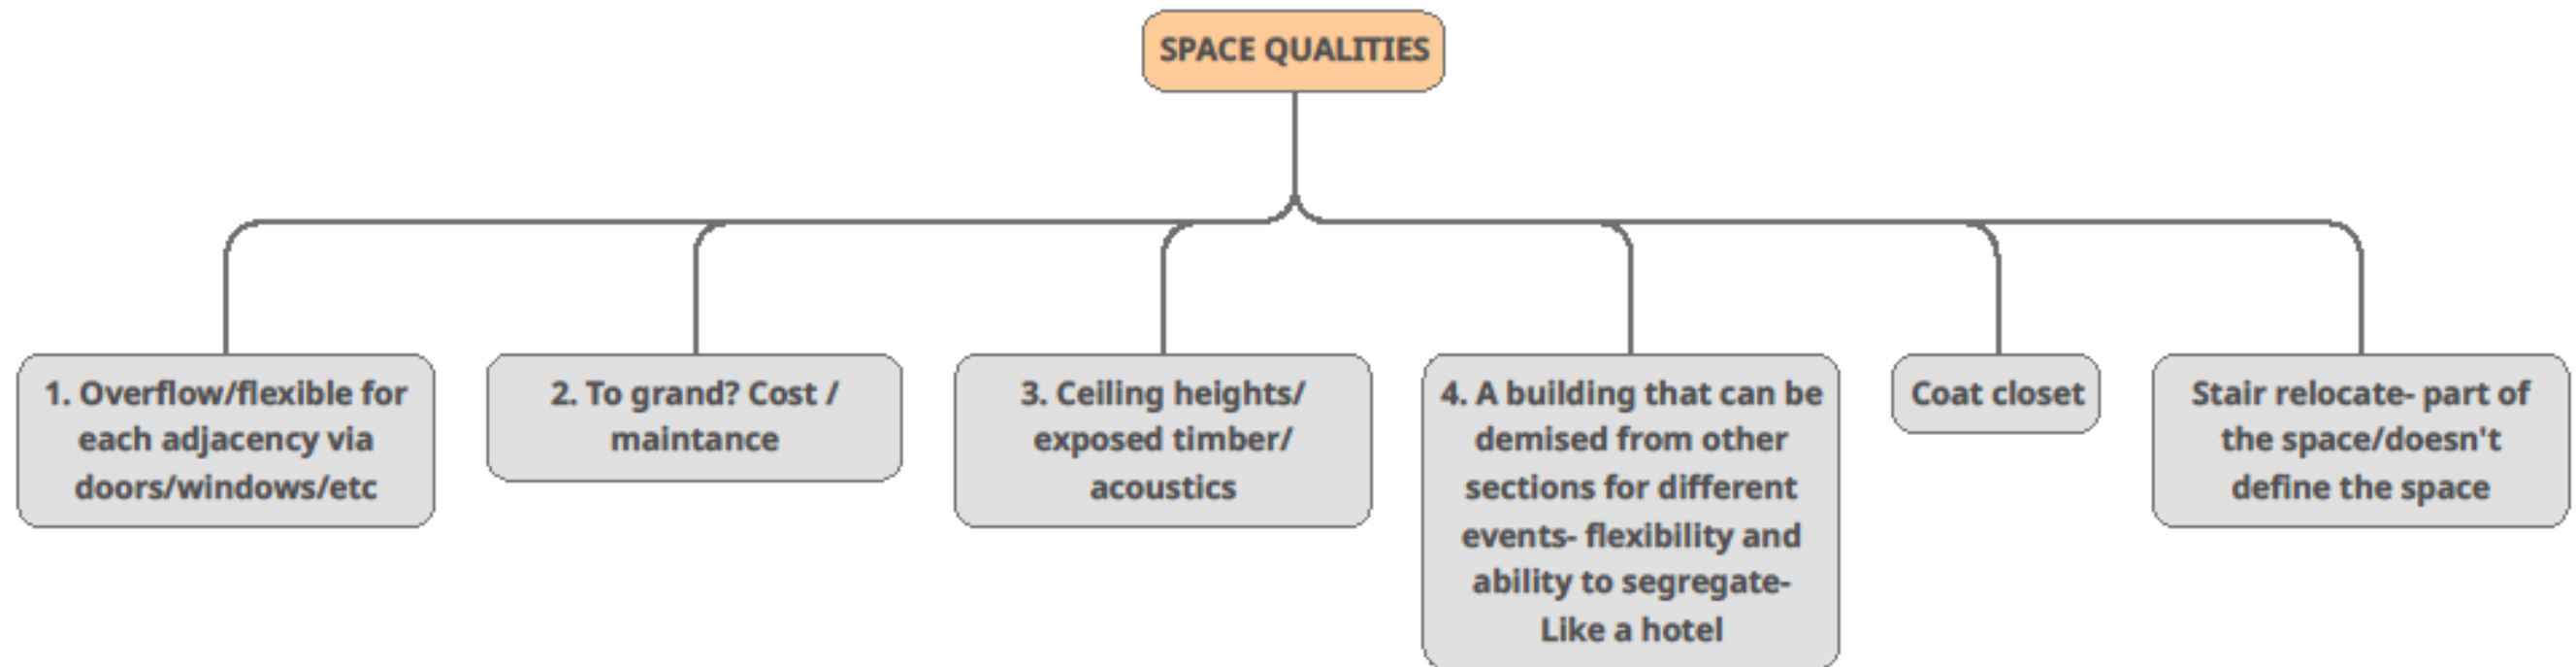 SPACE QUALITIES
1. Overflow/flexible for
each adjacency via
doors/windows/etc
2. To grand? Cost /
maintance
3. Ceiling heights/
exposed timber/
acoustics
4. A building that can be
demised from other
sections for different
events- flexibility and
ability to segregate-
Like a hotel
Coat closet
Stair relocate- part of
the space/doesn't
define the space